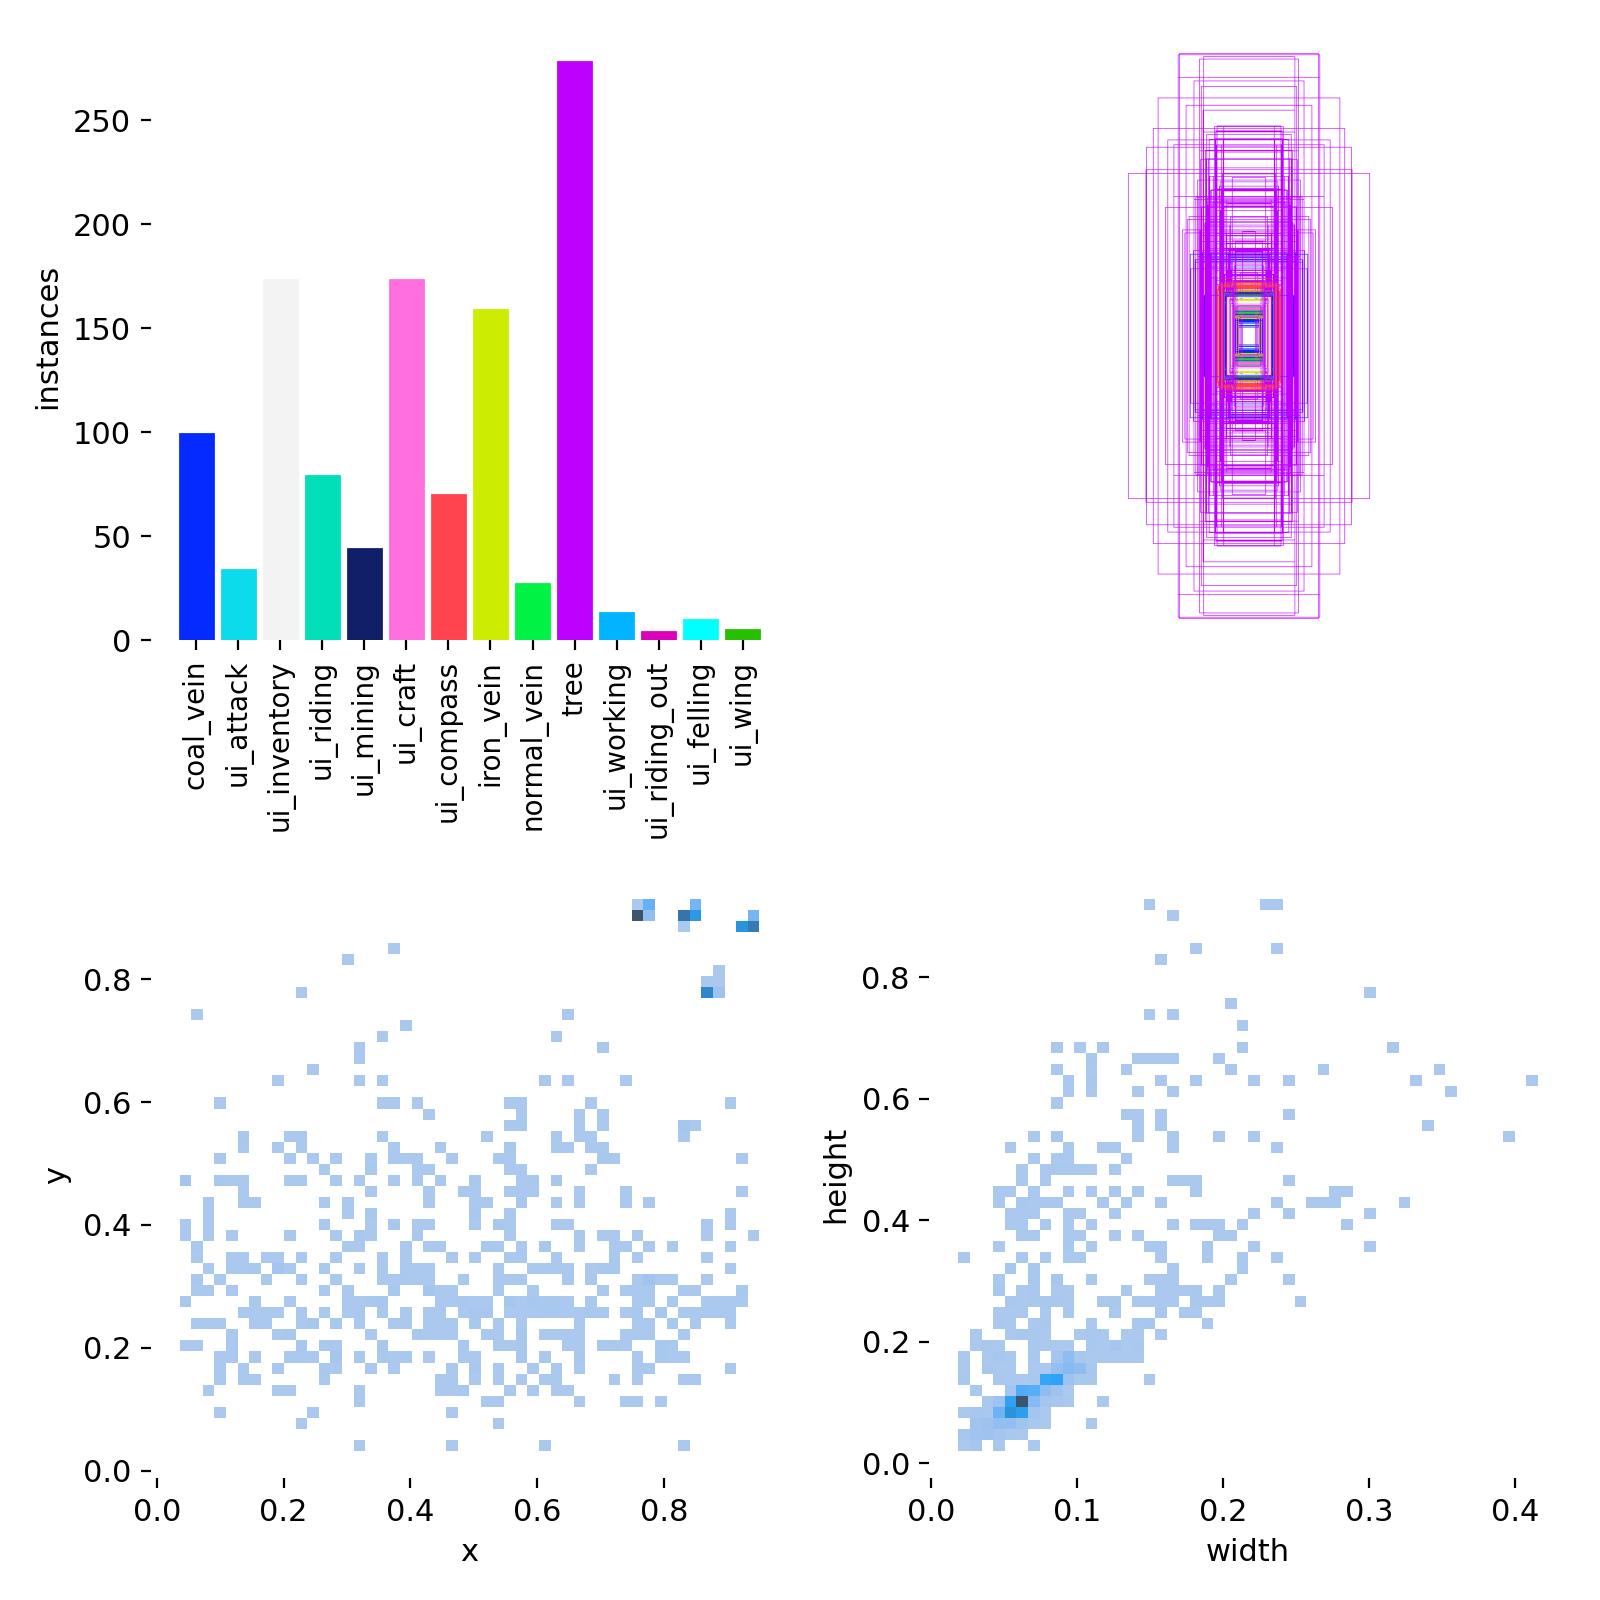 250
200
150
100
50
0
instances
coal_vein
ui_attack
ui_inventory
ui_riding
ui_mining
ui_craft
ui_compass
iron_vein
normal_vein
tree
ui_working
ui_riding_out
ui_felling
ui_wing
0.8
0.6
0.4
0.2
0.0
y
0.0 0.2 0.4 0.6 0.8
x
0.8
0.6
0.4
0.2
0.0
height
0.0 0.1 0.2 0.3 0.4
width